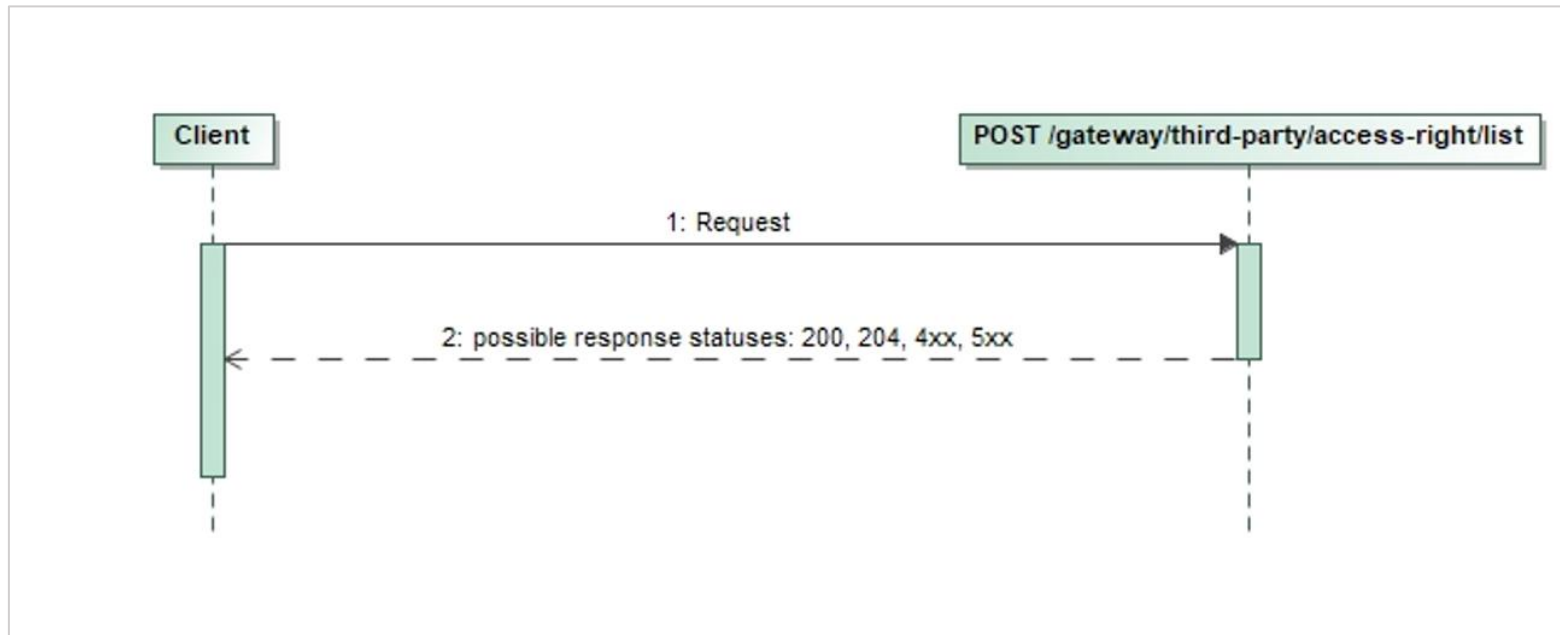 Client
POST /gateway/third-party/access-right/list
1: Request
2: possible response statuses: 200, 204, 4xx, 5xx